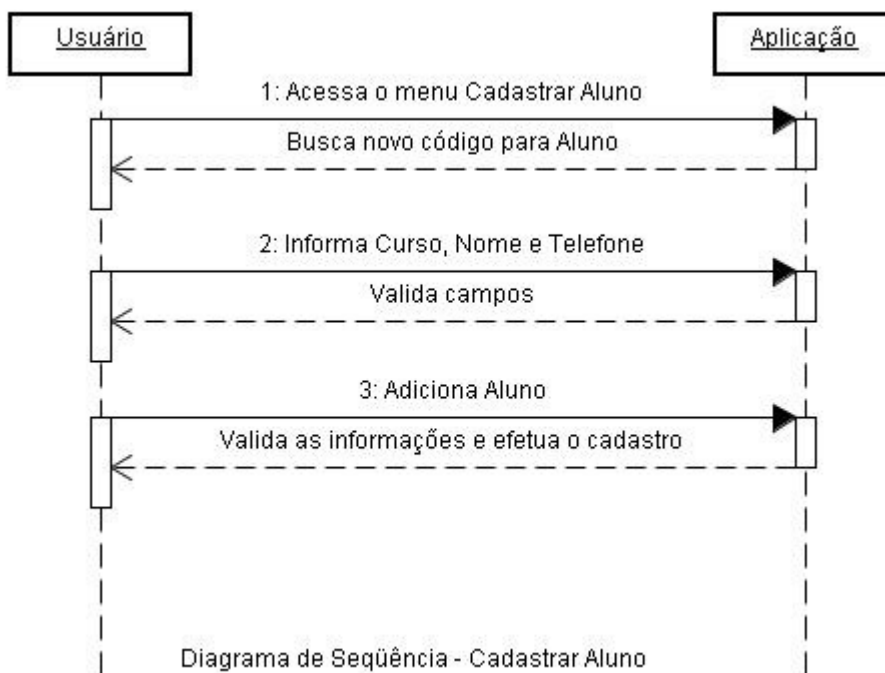 Usuário
Aplicação
1: Acessa o menu Cadastrar Aluno
Busca novo código para Aluno
2: Informa Curso, Nome e Telefone
Valida campos
3: Adiciona Aluno
Valida as informações e efetua o cadastro
Diagrama de Seqüência - Cadastrar Aluno